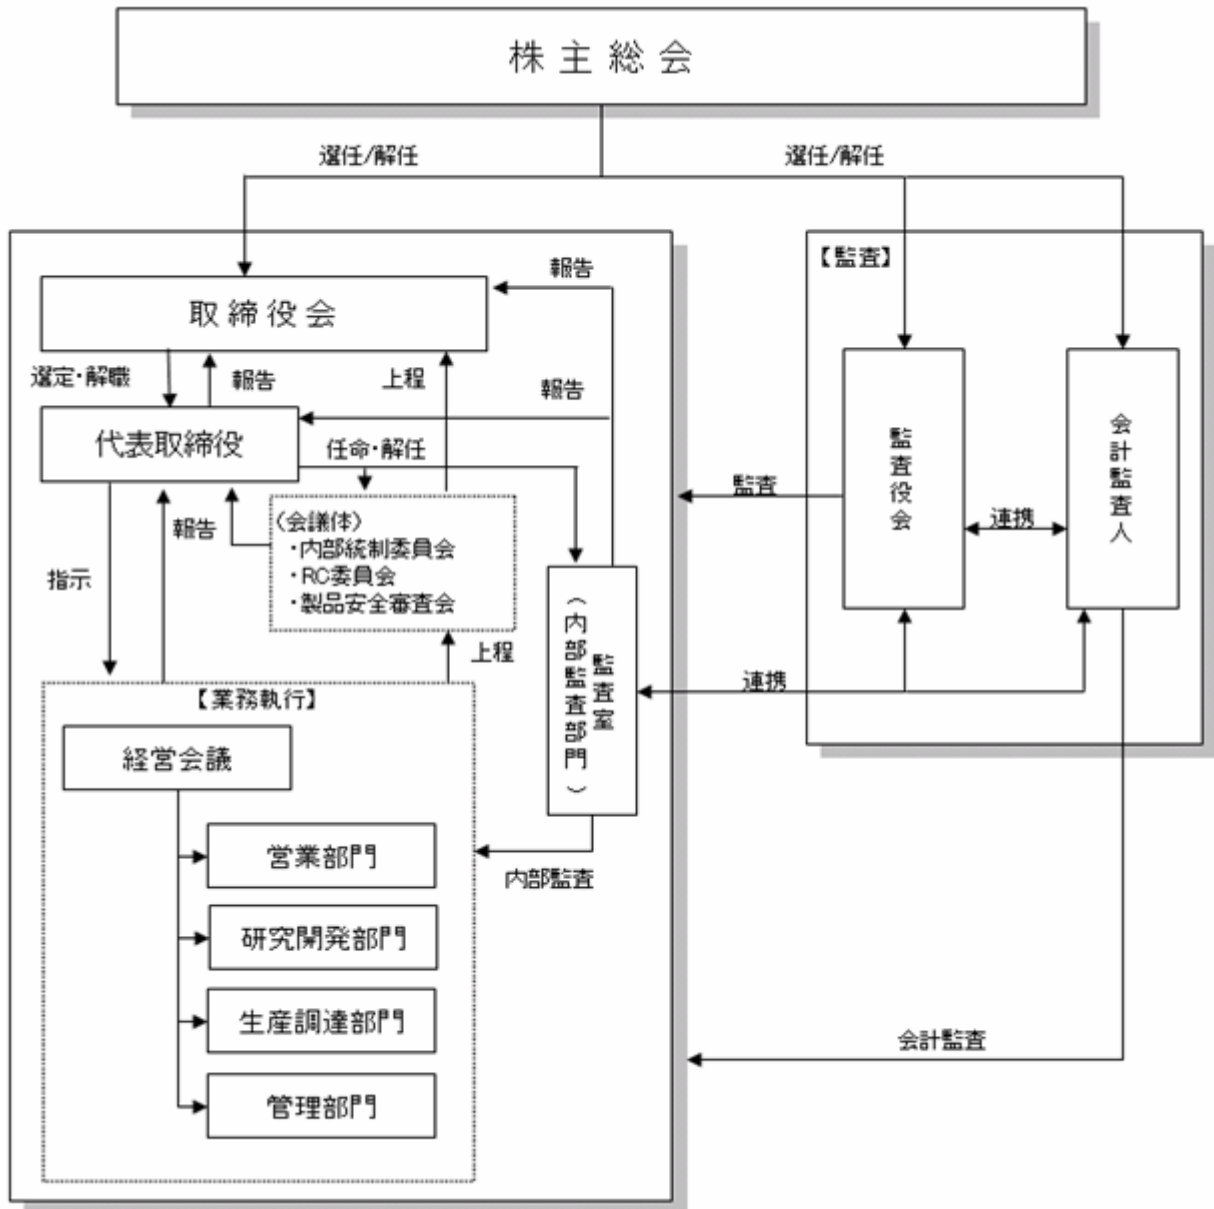 株主総会
選任/解任
選任/解任
【監査】
報告
取締役会
選定・解職
報告
上程
報告
代表取締役
任命・解任
監査役会
会計監査人
監査
連携
報告
〈会議体〉
・内部統制委員会
・RC委員会
・製品安全審査会
指示
上程
監査室
（内部監査部門）
連携
【業務執行】
経営会議
営業部門
内部監査
研究開発部門
生産調達部門
会計監査
管理部門